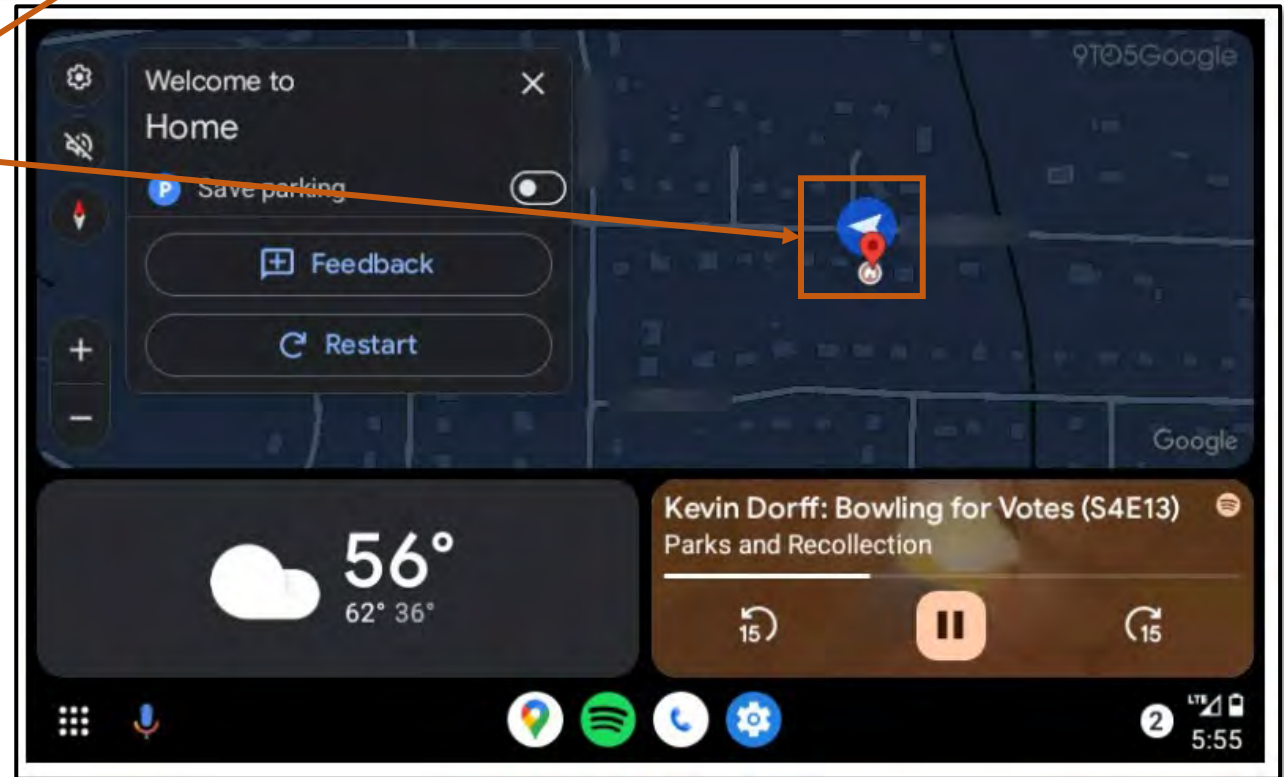 9TO5Google
Welcome to
Home
P Save parking
Feedback
Restart
+
−
Google
56°
62° 36°
Kevin Dorff: Bowling for Votes (S4E13)
Parks and Recollection
15
15
2
LTE
5:55